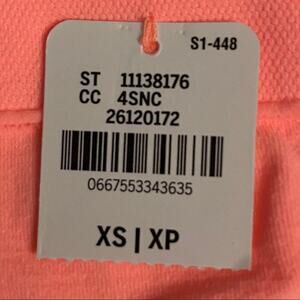 S1-448
ST 11138176
CC 4SNC
26120172
0667553343635
XS | XP